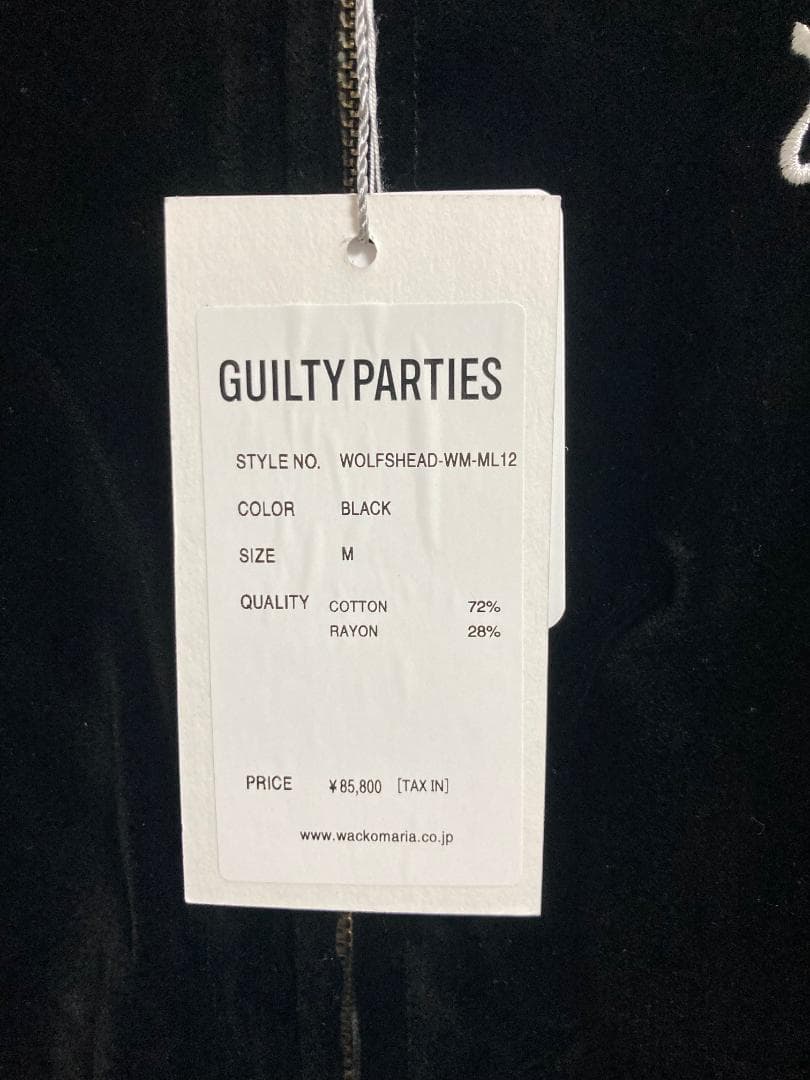 GUILTY PARTIES
STYLE NO. WOLFSHEAD-WM-ML12
COLOR BLACK
SIZE M
QUALITY COTTON 72%
RAYON 28%
PRICE ¥85,800 [TAX IN]
www.wackomaria.co.jp